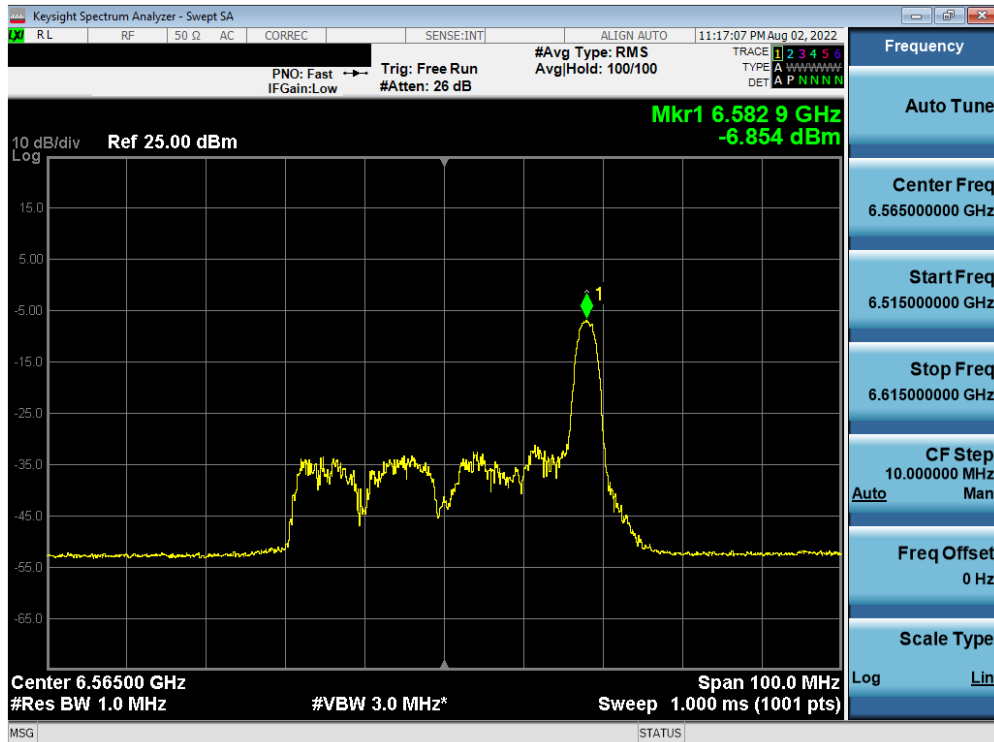 Keysight Spectrum Analyzer - Swept SA
LXI RL RF 50 Ω AC CORREC SENSE:INT ALIGN AUTO 11:17:07 PM Aug 02, 2022
PNO: Fast
IFGain:Low
Trig: Free Run
#Atten: 26 dB
#Avg Type: RMS
Avg|Hold: 100/100
TRACE 1 2 3 4 5 6
TYPE A WWWWW
DET A P N N N N
Mkr1 6.582 9 GHz
-6.854 dBm
10 dB/div Ref 25.00 dBm
Log
15.0
5.00
-5.00
-15.0
-25.0
-35.0
-45.0
-55.0
-65.0
1
Center 6.56500 GHz Span 100.0 MHz
#Res BW 1.0 MHz #VBW 3.0 MHz* Sweep 1.000 ms (1001 pts)
MSG STATUS
Frequency
Auto Tune
Center Freq
6.565000000 GHz
Start Freq
6.515000000 GHz
Stop Freq
6.615000000 GHz
CF Step
10.000000 MHz
Auto Man
Freq Offset
0 Hz
Scale Type
Log Lin